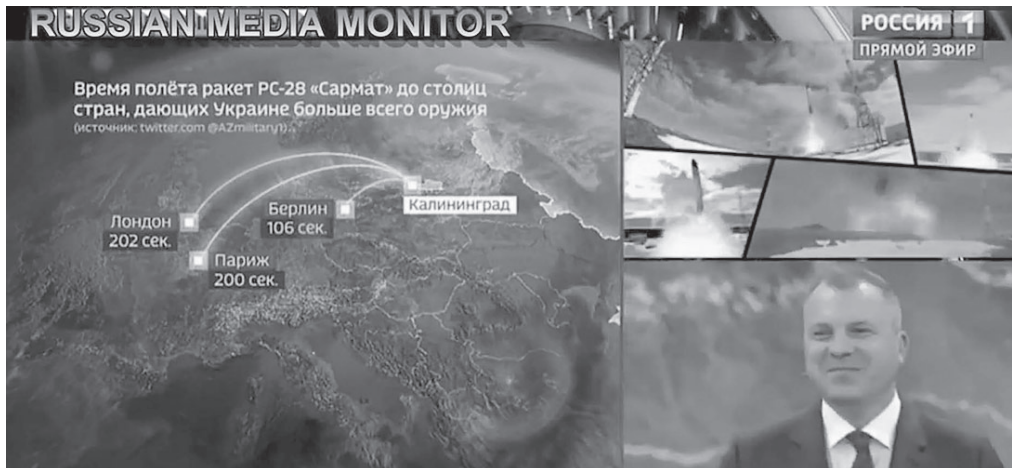 RUSSIAN MEDIA MONITOR
РОССИЯ 1
ПРЯМОЙ ЭФИР
Время полёта ракет РС-28 «Сармат» до столиц
стран, дающих Украине больше всего оружия
(источник: twitter.com @AZmilitary1)
Калининград
Берлин
106 сек.
Лондон
202 сек.
Париж
200 сек.